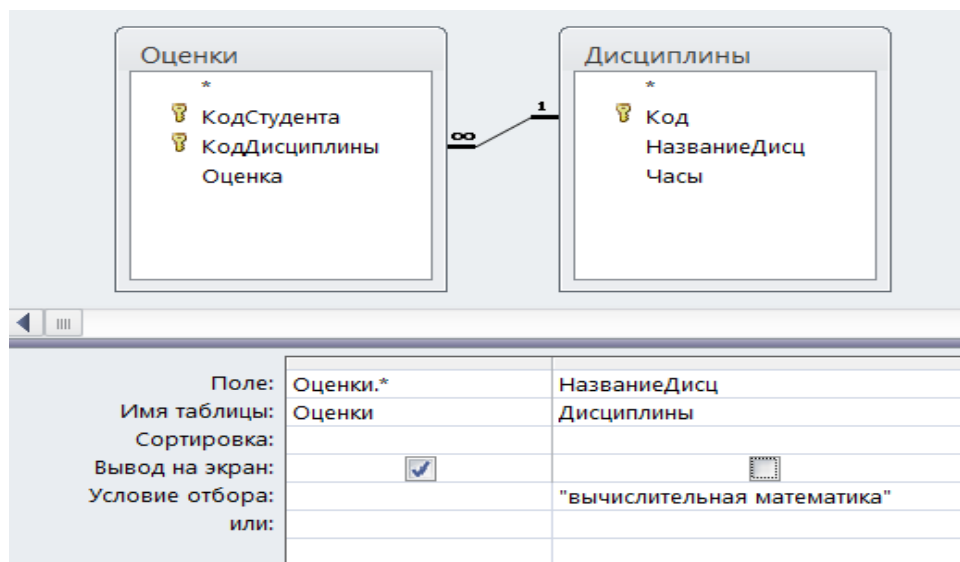 Оценки Дисциплины
* *
КодСтудента 1 Код
КодДисциплины ∞ НазваниеДисц
Оценка Часы
Поле: Оценки.* НазваниеДисц
Имя таблицы: Оценки Дисциплины
Сортировка:
Вывод на экран:
Условие отбора: "вычислительная математика"
или: